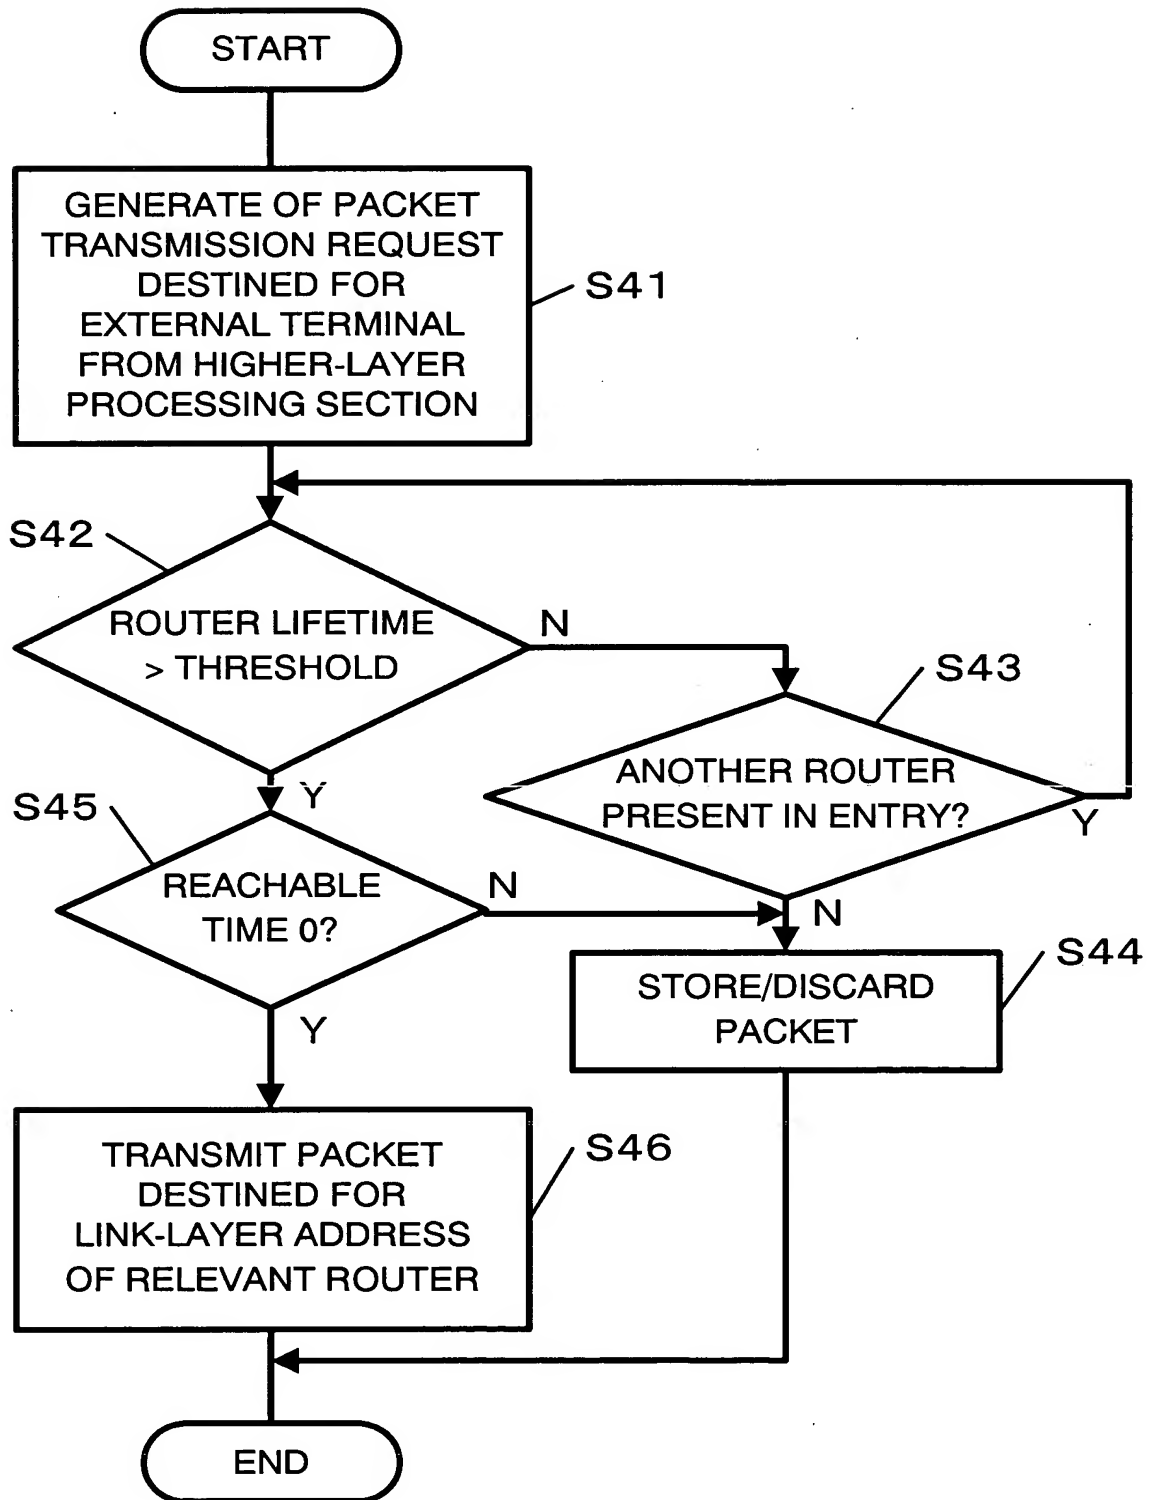 START
GENERATE OF PACKET
TRANSMISSION REQUEST
DESTINED FOR
EXTERNAL TERMINAL
FROM HIGHER-LAYER
PROCESSING SECTION
S41
S42
ROUTER LIFETIME
> THRESHOLD
N
Y
S43
ANOTHER ROUTER
PRESENT IN ENTRY?
Y
N
S45
REACHABLE
TIME 0?
N
Y
S44
STORE/DISCARD
PACKET
S46
TRANSMIT PACKET
DESTINED FOR
LINK-LAYER ADDRESS
OF RELEVANT ROUTER
END